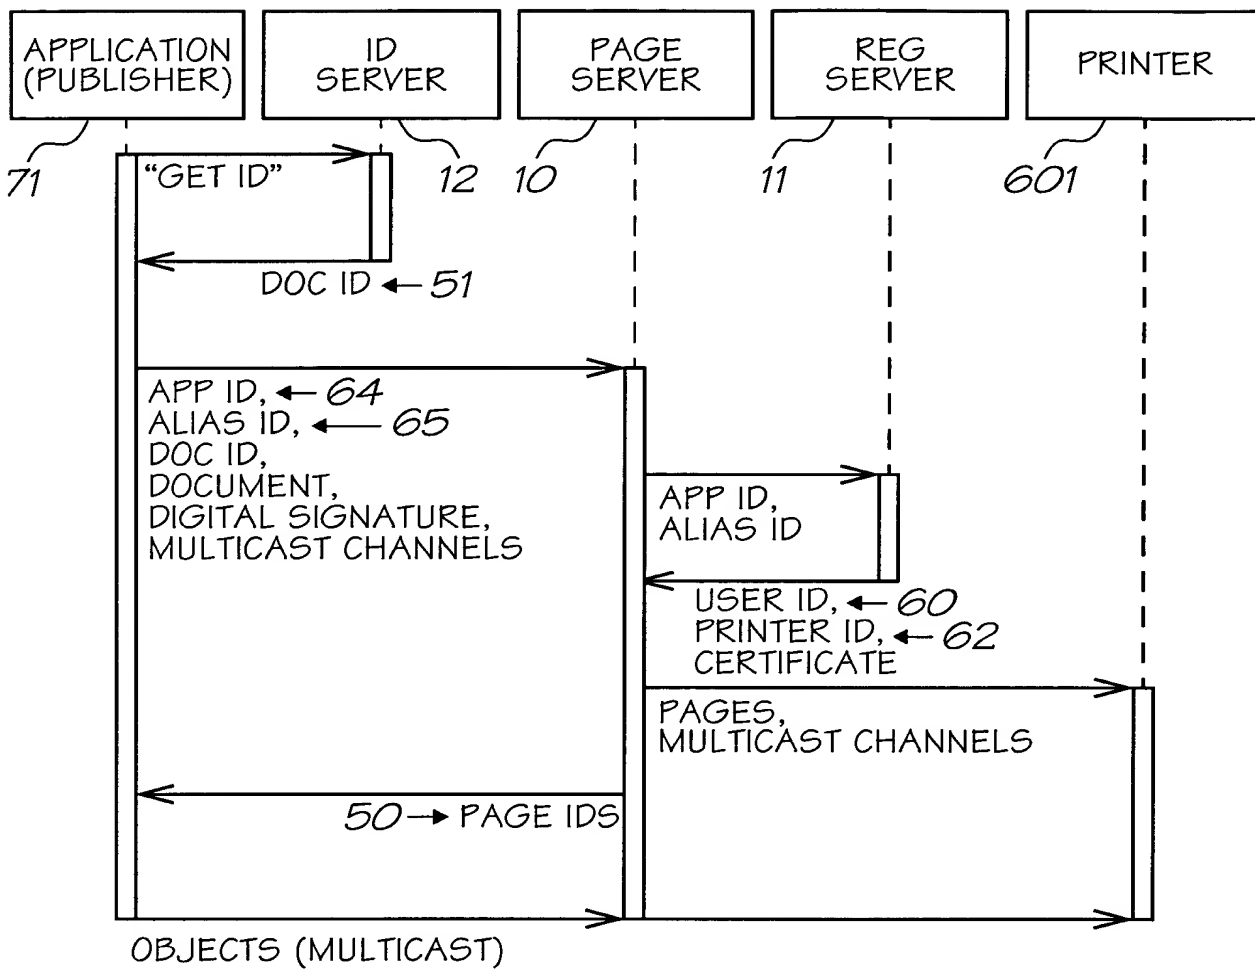 APPLICATION
(PUBLISHER)
ID
SERVER
PAGE
SERVER
REG
SERVER
PRINTER
71
12
10
11
601
"GET ID"
DOC ID ← 51
APP ID, ← 64
ALIAS ID, ← 65
DOC ID,
DOCUMENT,
DIGITAL SIGNATURE,
MULTICAST CHANNELS
APP ID,
ALIAS ID
USER ID, ← 60
PRINTER ID, ← 62
CERTIFICATE
PAGES,
MULTICAST CHANNELS
50 → PAGE IDS
OBJECTS (MULTICAST)